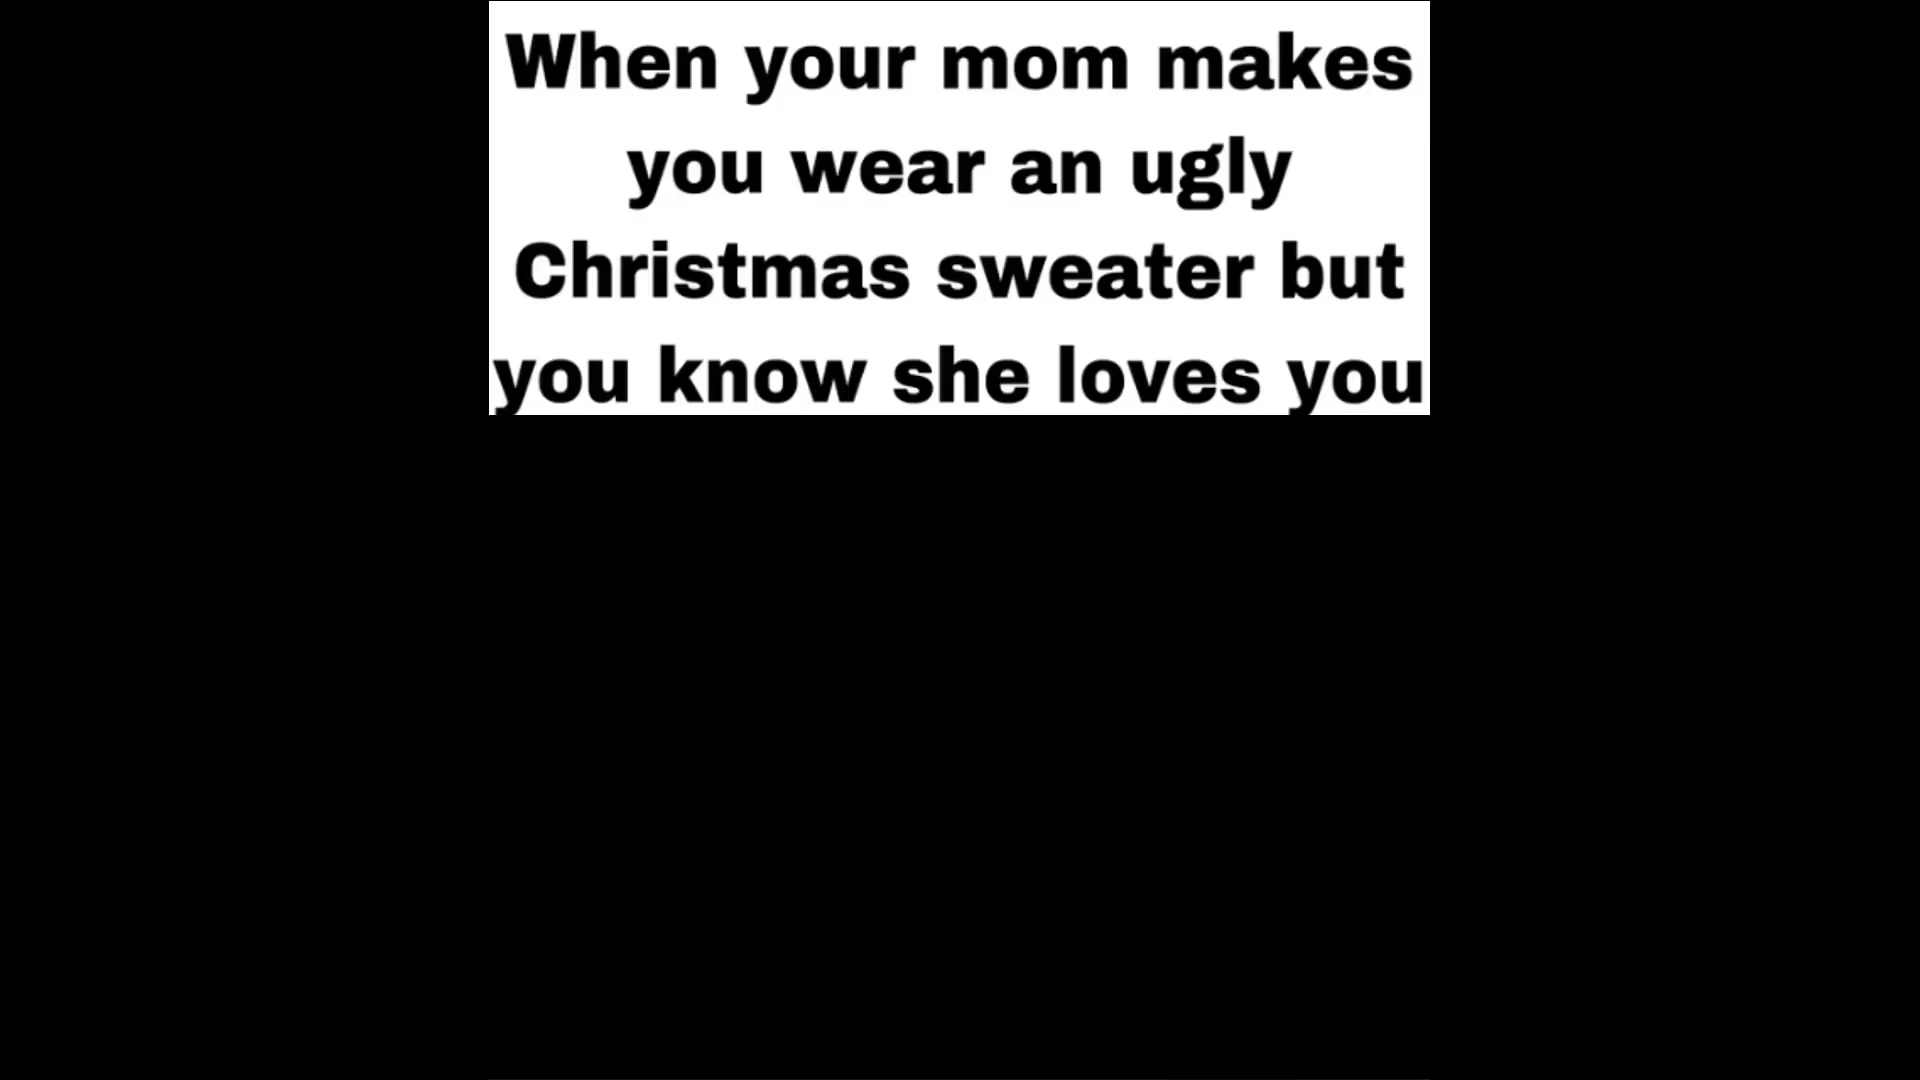 When your mom makes
you wear an ugly
Christmas sweater but
you know she loves you